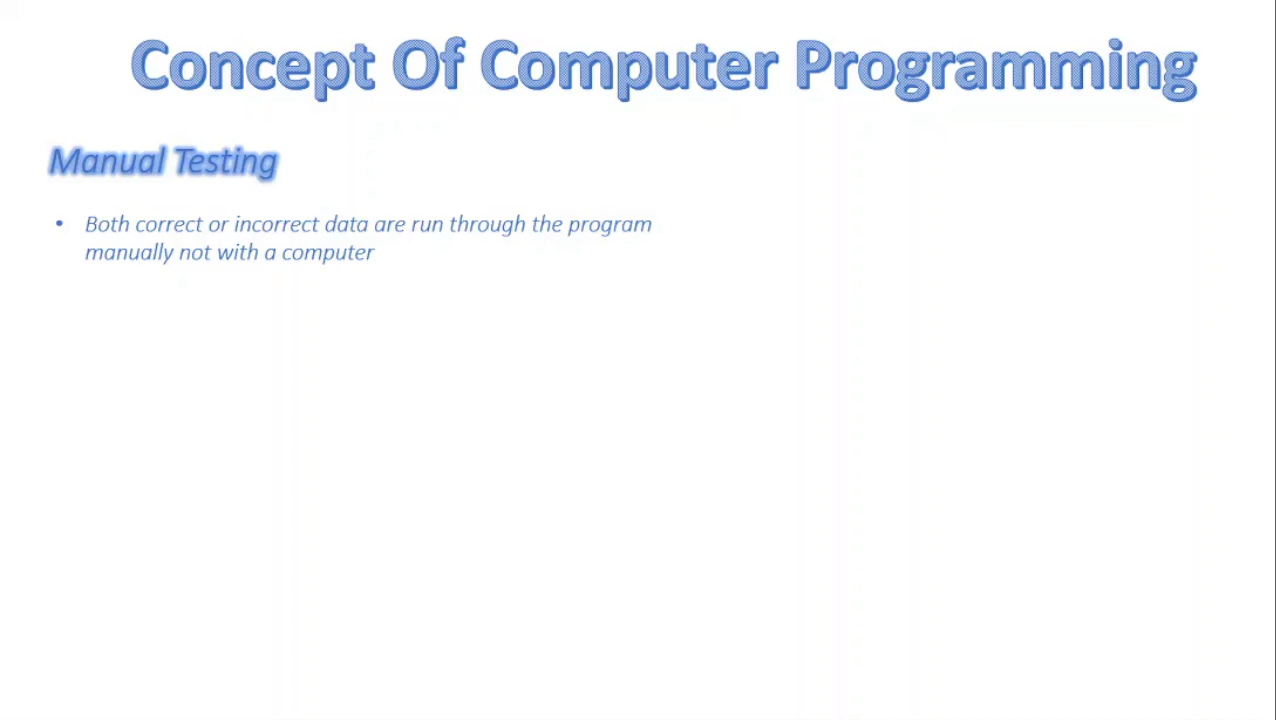 Concept Of Computer Programming
Manual Testing
• Both correct or incorrect data are run through the program
manually not with a computer